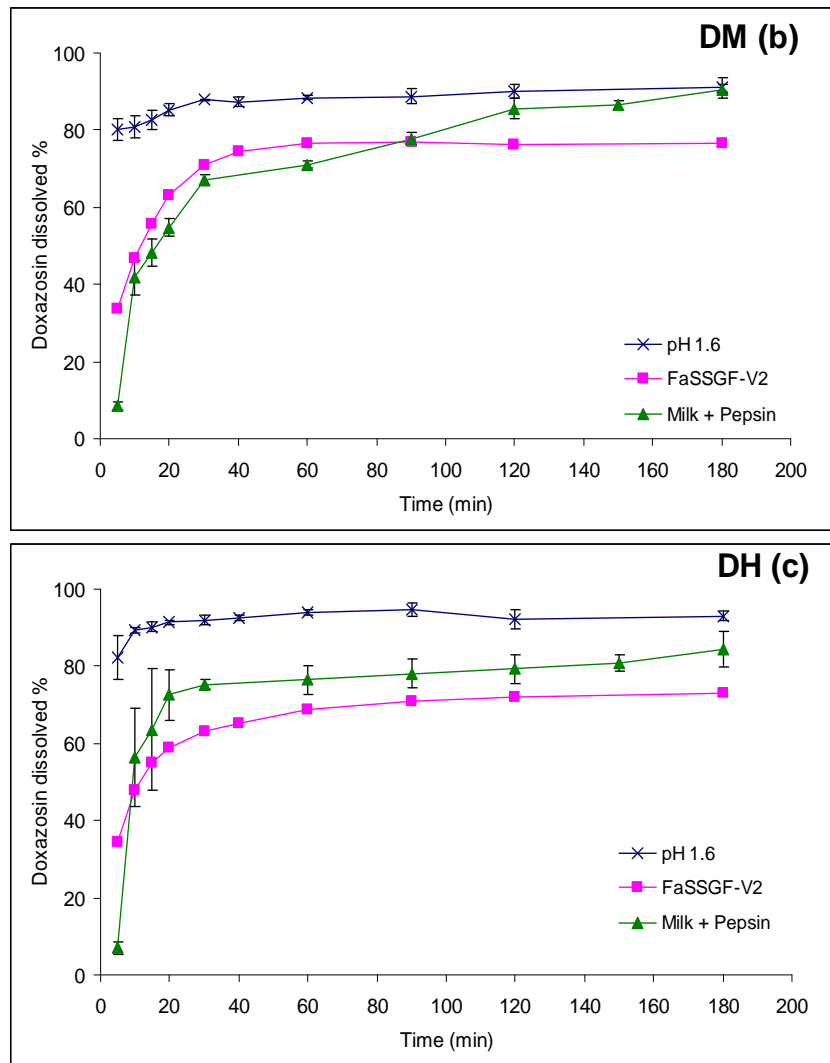 DM (b)
100
80
60
40
20
0
Doxazosin dissolved %
pH 1.6
FaSSGF-V2
Milk + Pepsin
0 20 40 60 80 100 120 140 160 180 200
Time (min)
DH (c)
100
80
60
40
20
0
Doxazosin dissolved %
pH 1.6
FaSSGF-V2
Milk + Pepsin
0 20 40 60 80 100 120 140 160 180 200
Time (min)